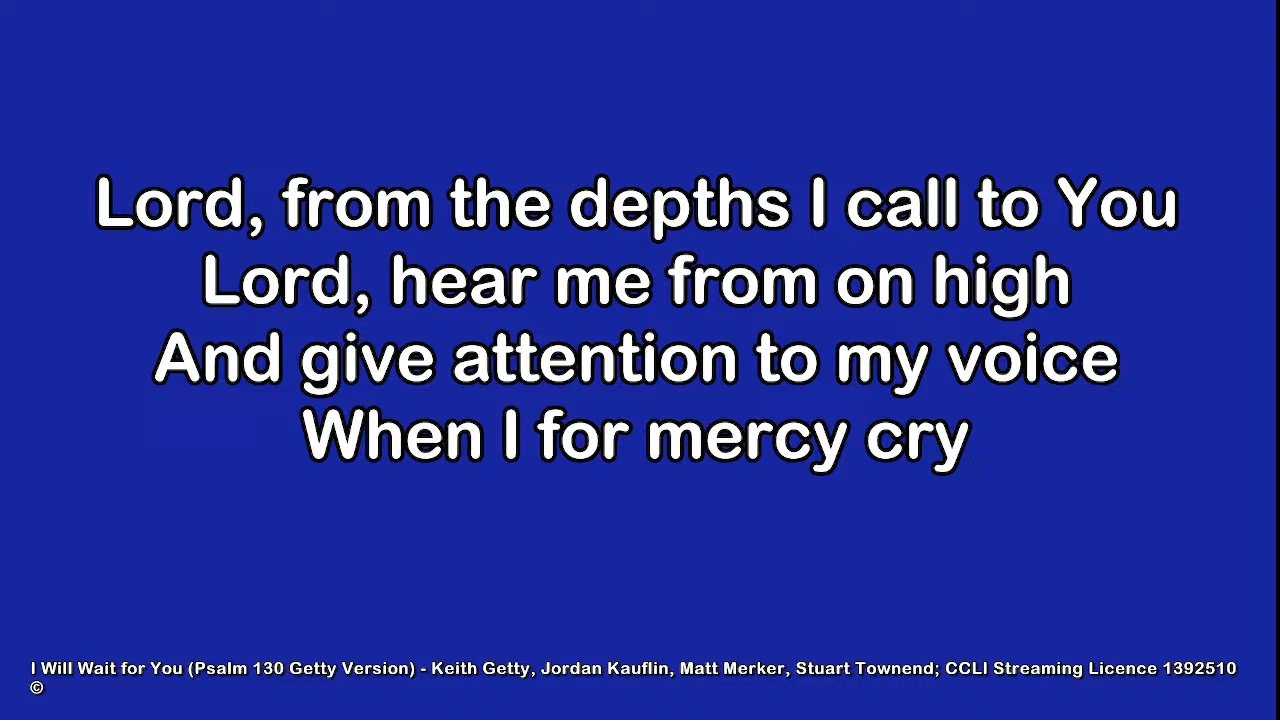 Lord, from the depths I call to You
Lord, hear me from on high
And give attention to my voice
When I for mercy cry
I Will Wait for You (Psalm 130 Getty Version) - Keith Getty, Jordan Kauflin, Matt Merker, Stuart Townend; CCLI Streaming Licence 1392510
©